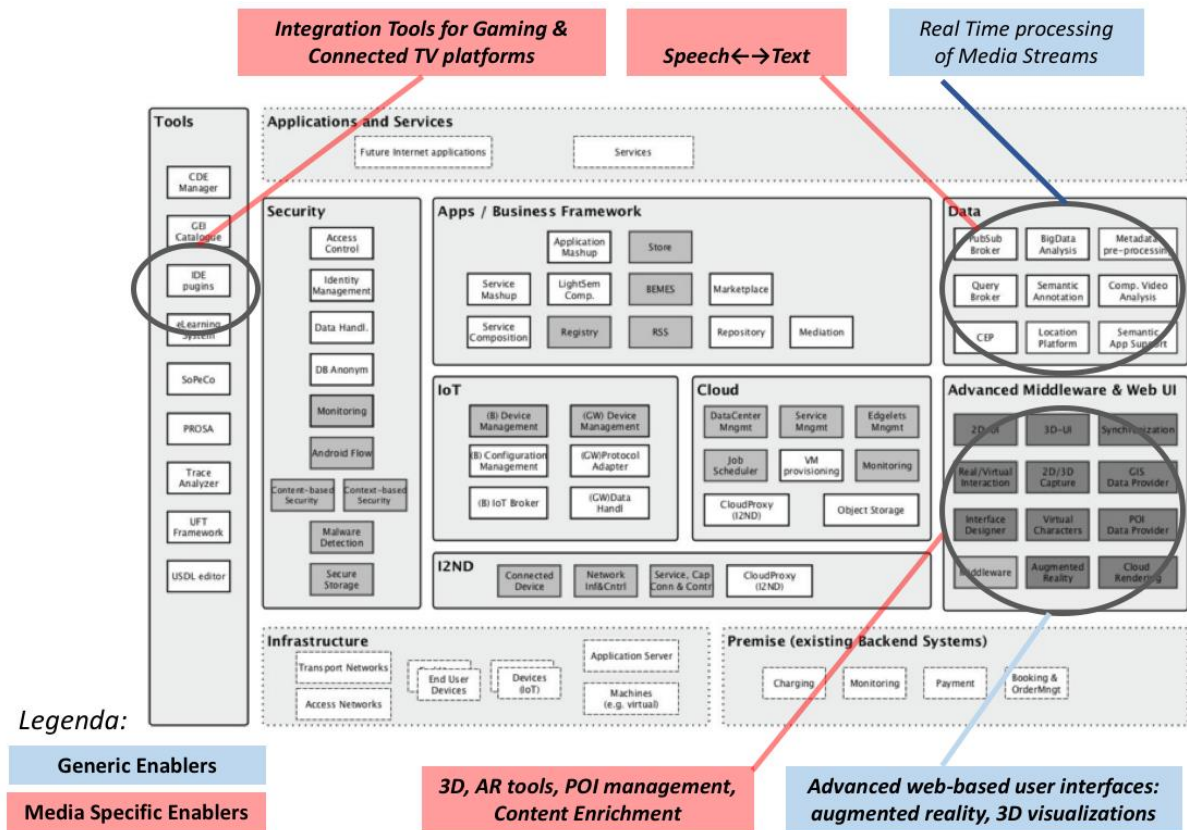 Integration Tools for Gaming &
Connected TV platforms
Speech←→Text
Real Time processing
of Media Streams
Tools
CDE
Manager
GEI
Catalogue
IDE
pugins
eLearning
System
SoPeCo
PROSA
Trace
Analyzer
UFT
Framework
USDL editor
Applications and Services
Future Internet applications
Services
Security
Access
Control
Identity
Management
Data Handl.
DB Anonym
Monitoring
Android Flow
Content-based
Security
Context-based
Security
Malware
Detection
Secure
Storage
Apps / Business Framework
Application
Mashup
Store
Service
Mashup
LightSem
Comp.
BEMES
Marketplace
Service
Composition
Registry
RSS
Repository
Mediation
Data
PubSub
Broker
BigData
Analysis
Metadata
pre-processing
Query
Broker
Semantic
Annotation
Comp. Video
Analysis
CEP
Location
Platform
Semantic
App Support
IoT
(B) Device
Management
(GW) Device
Management
(B) Configuration
Management
(GW)Protocol
Adapter
(B) IoT Broker
(GW)Data
Handl
Cloud
DataCenter
Mngmt
Service
Mngmt
Edgelets
Mngmt
Job
Scheduler
VM
provisioning
Monitoring
CloudProxy
(I2ND)
Object Storage
Advanced Middleware & Web UI
2D-UI
3D-UI
Synchronization
Real/Virtual
Interaction
2D/3D
Capture
GIS
Data Provider
Interface
Designer
Virtual
Characters
POI
Data Provider
Middleware
Augmented
Reality
Cloud
Rendering
I2ND
Connected
Device
Network
Inf&Cntrl
Service, Cap
Conn & Contr
CloudProxy
(I2ND)
Infrastructure
Transport Networks
Access Networks
End User
Devices
Devices
(IoT)
Application Server
Machines
(e.g. virtual)
Premise (existing Backend Systems)
Charging
Monitoring
Payment
Booking &
OrderMngt
Legenda:
Generic Enablers
Media Specific Enablers
3D, AR tools, POI management,
Content Enrichment
Advanced web-based user interfaces:
augmented reality, 3D visualizations